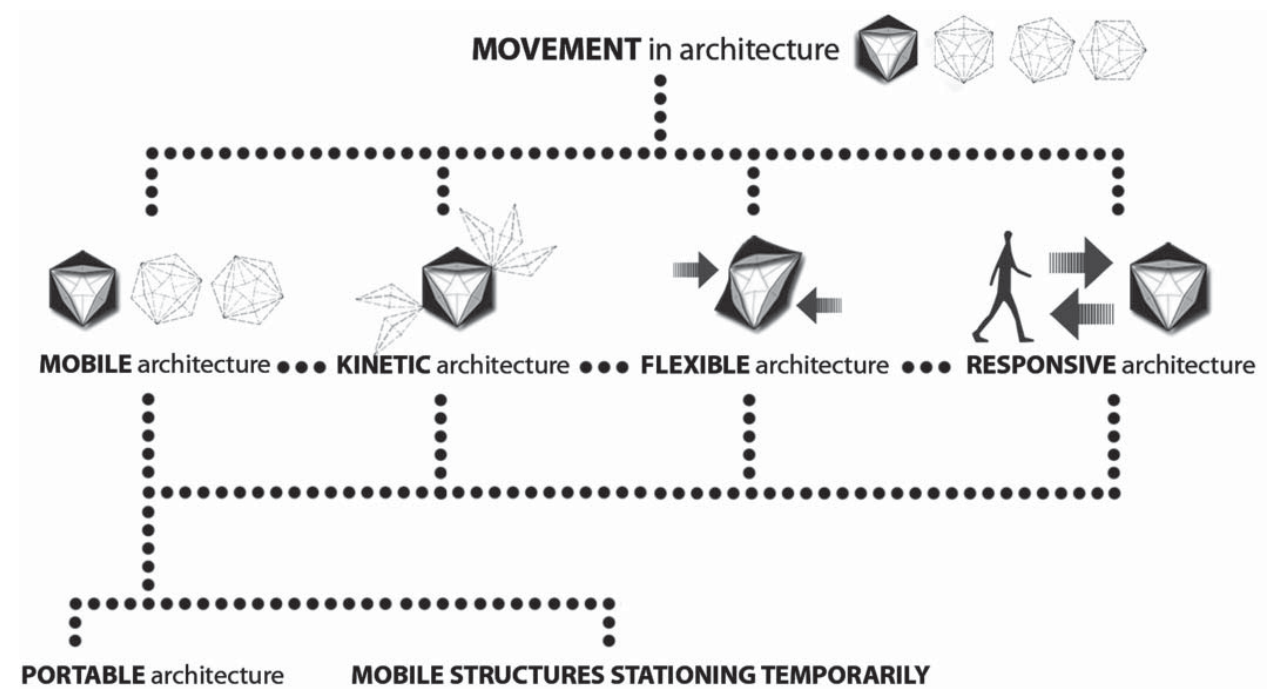 MOVEMENT in architecture
MOBILE architecture
KINETIC architecture
FLEXIBLE architecture
RESPONSIVE architecture
PORTABLE architecture
MOBILE STRUCTURES STATIONING TEMPORARILY